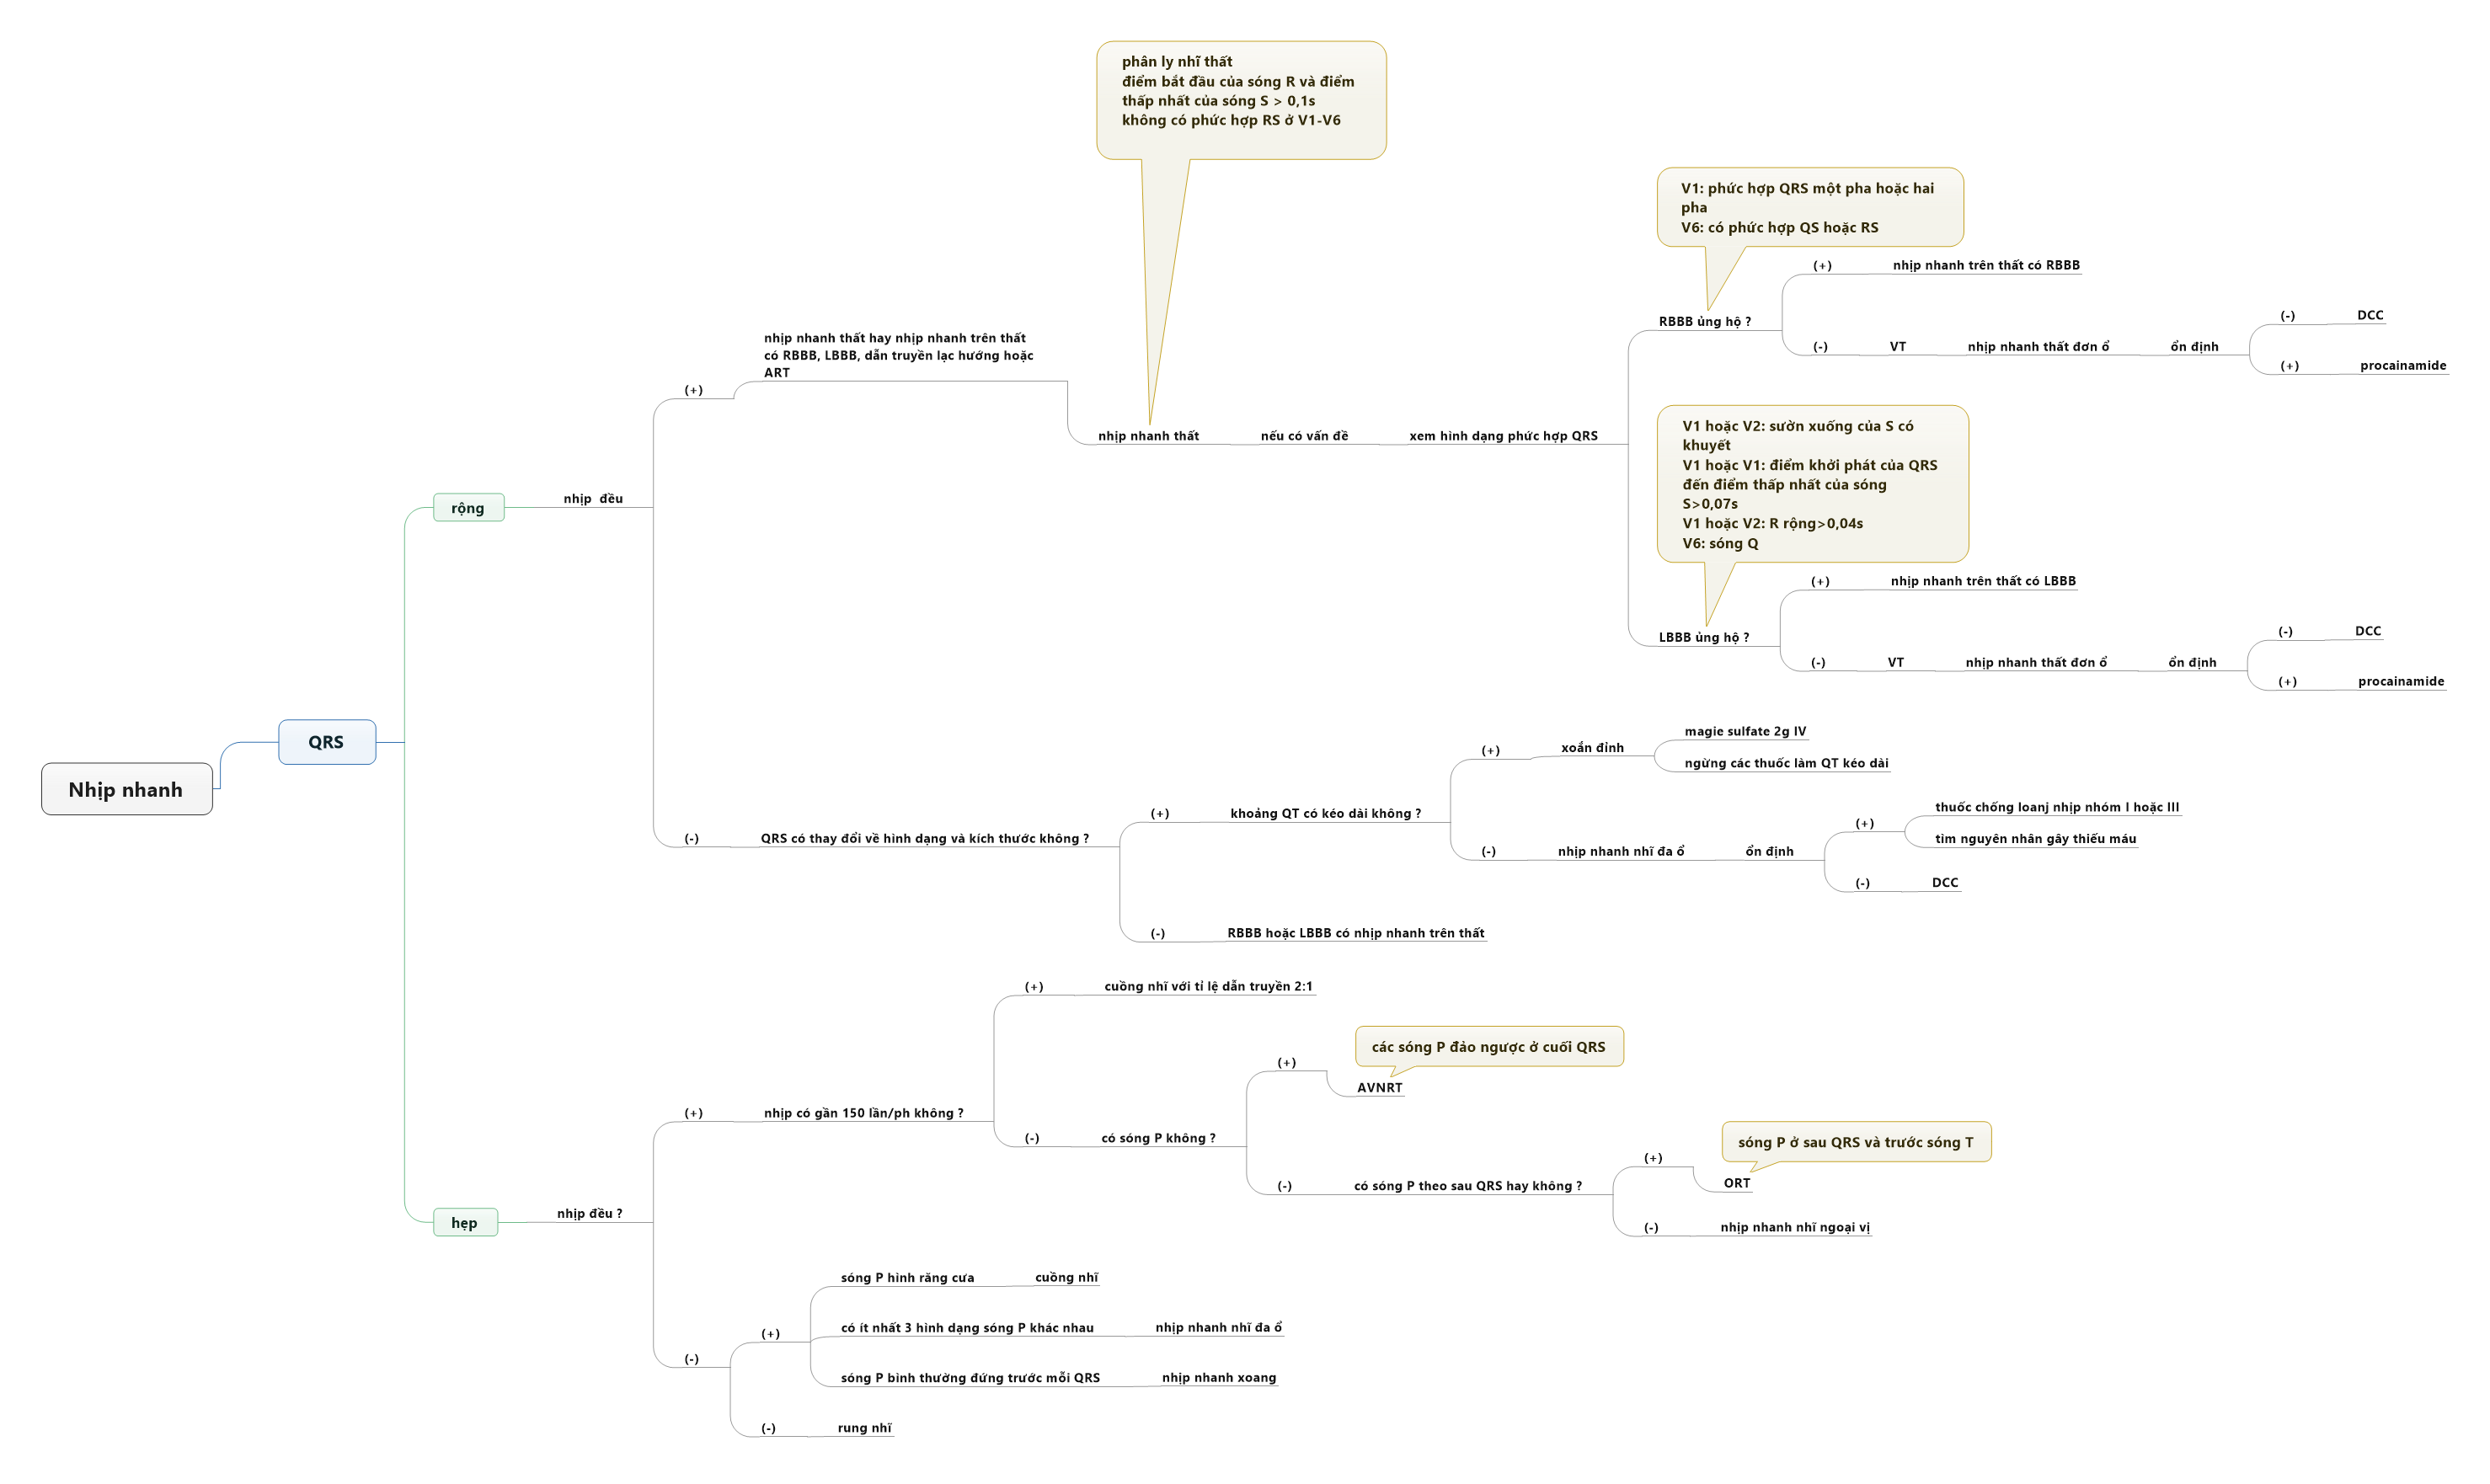 Nhịp nhanh
QRS
rộng
nhịp  đều
(+)
nhịp nhanh thất hay nhịp nhanh trên thất
có RBBB, LBBB, dẫn truyền lạc hướng hoặc
ART
phân ly nhĩ thất
điểm bắt đầu của sóng R và điểm
thấp nhất của sóng S > 0,1s
không có phức hợp RS ở V1-V6
nhịp nhanh thất
nếu có vấn đề
xem hình dạng phức hợp QRS
V1: phức hợp QRS một pha hoặc hai
pha
V6: có phức hợp QS hoặc RS
RBBB ủng hộ ?
(+)
nhịp nhanh trên thất có RBBB
(-)
VT
nhịp nhanh thất đơn ổ
ổn định
(-)
DCC
(+)
procainamide
V1 hoặc V2: sườn xuống của S có
khuyết
V1 hoặc V1: điểm khởi phát của QRS
đến điểm thấp nhất của sóng
S>0,07s
V1 hoặc V2: R rộng>0,04s
V6: sóng Q
LBBB ủng hộ ?
(+)
nhịp nhanh trên thất có LBBB
(-)
VT
nhịp nhanh thất đơn ổ
ổn định
(-)
DCC
(+)
procainamide
(-)
QRS có thay đổi về hình dạng và kích thước không ?
(+)
khoảng QT có kéo dài không ?
(+)
xoắn đỉnh
magie sulfate 2g IV
ngừng các thuốc làm QT kéo dài
(-)
nhịp nhanh nhĩ đa ổ
ổn định
(+)
thuốc chống loanj nhịp nhóm I hoặc III
tìm nguyên nhân gây thiếu máu
(-)
DCC
(-)
RBBB hoặc LBBB có nhịp nhanh trên thất
hẹp
nhịp đều ?
(+)
nhịp có gần 150 lần/ph không ?
(+)
cuồng nhĩ với tỉ lệ dẫn truyền 2:1
(-)
có sóng P không ?
(+)
các sóng P đảo ngược ở cuối QRS
AVNRT
(-)
có sóng P theo sau QRS hay không ?
(+)
sóng P ở sau QRS và trước sóng T
ORT
(-)
nhịp nhanh nhĩ ngoại vị
(-)
(+)
sóng P hình răng cưa
cuồng nhĩ
có ít nhất 3 hình dạng sóng P khác nhau
nhịp nhanh nhĩ đa ổ
sóng P bình thường đứng trước mỗi QRS
nhịp nhanh xoang
(-)
rung nhĩ